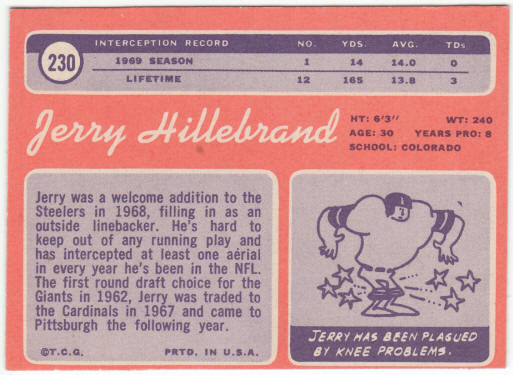 230
INTERCEPTION RECORD NO. YDS. AVG. TDs
1969 SEASON 1 14 14.0 0
LIFETIME 12 165 13.8 3
Jerry Hillebrand
HT: 6'3" WT: 240
AGE: 30 YEARS PRO: 8
SCHOOL: COLORADO
Jerry was a welcome addition to the
Steelers in 1968, filling in as an
outside linebacker. He's hard to
keep out of any running play and
has intercepted at least one aérial
in every year he's been in the NFL.
The first round draft choice for the
Giants in 1962, Jerry was traded to
the Cardinals in 1967 and came to
Pittsburgh the following year.
©T.C.G. PRTD. IN U.S.A.
JERRY HAS BEEN PLAGUED
BY KNEE PROBLEMS.